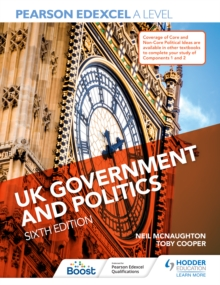 PEARSON EDEXCEL A LEVEL
Coverage of Core and
Non-Core Political Ideas are
available in other textbooks
to complete your study of
Components 1 and 2
UK GOVERNMENT
AND POLITICS
SIXTH EDITION
NEIL MCNAUGHTON
TOBY COOPER
Boost
Pearson Edexcel
Qualifications
HODDER
EDUCATION
LEARN MORE